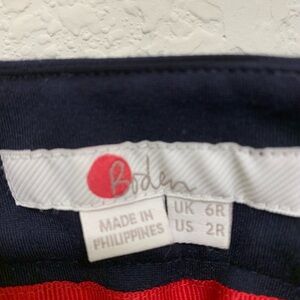 Boden
MADE IN
PHILIPPINES
UK 6R
US 2R